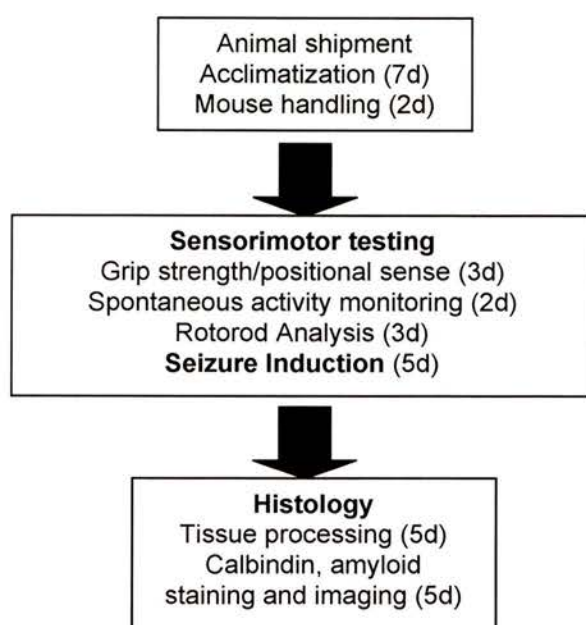 Animal shipment
Acclimatization (7d)
Mouse handling (2d)
Sensorimotor testing
Grip strength/positional sense (3d)
Spontaneous activity monitoring (2d)
Rotorod Analysis (3d)
Seizure Induction (5d)
Histology
Tissue processing (5d)
Calbindin, amyloid
staining and imaging (5d)